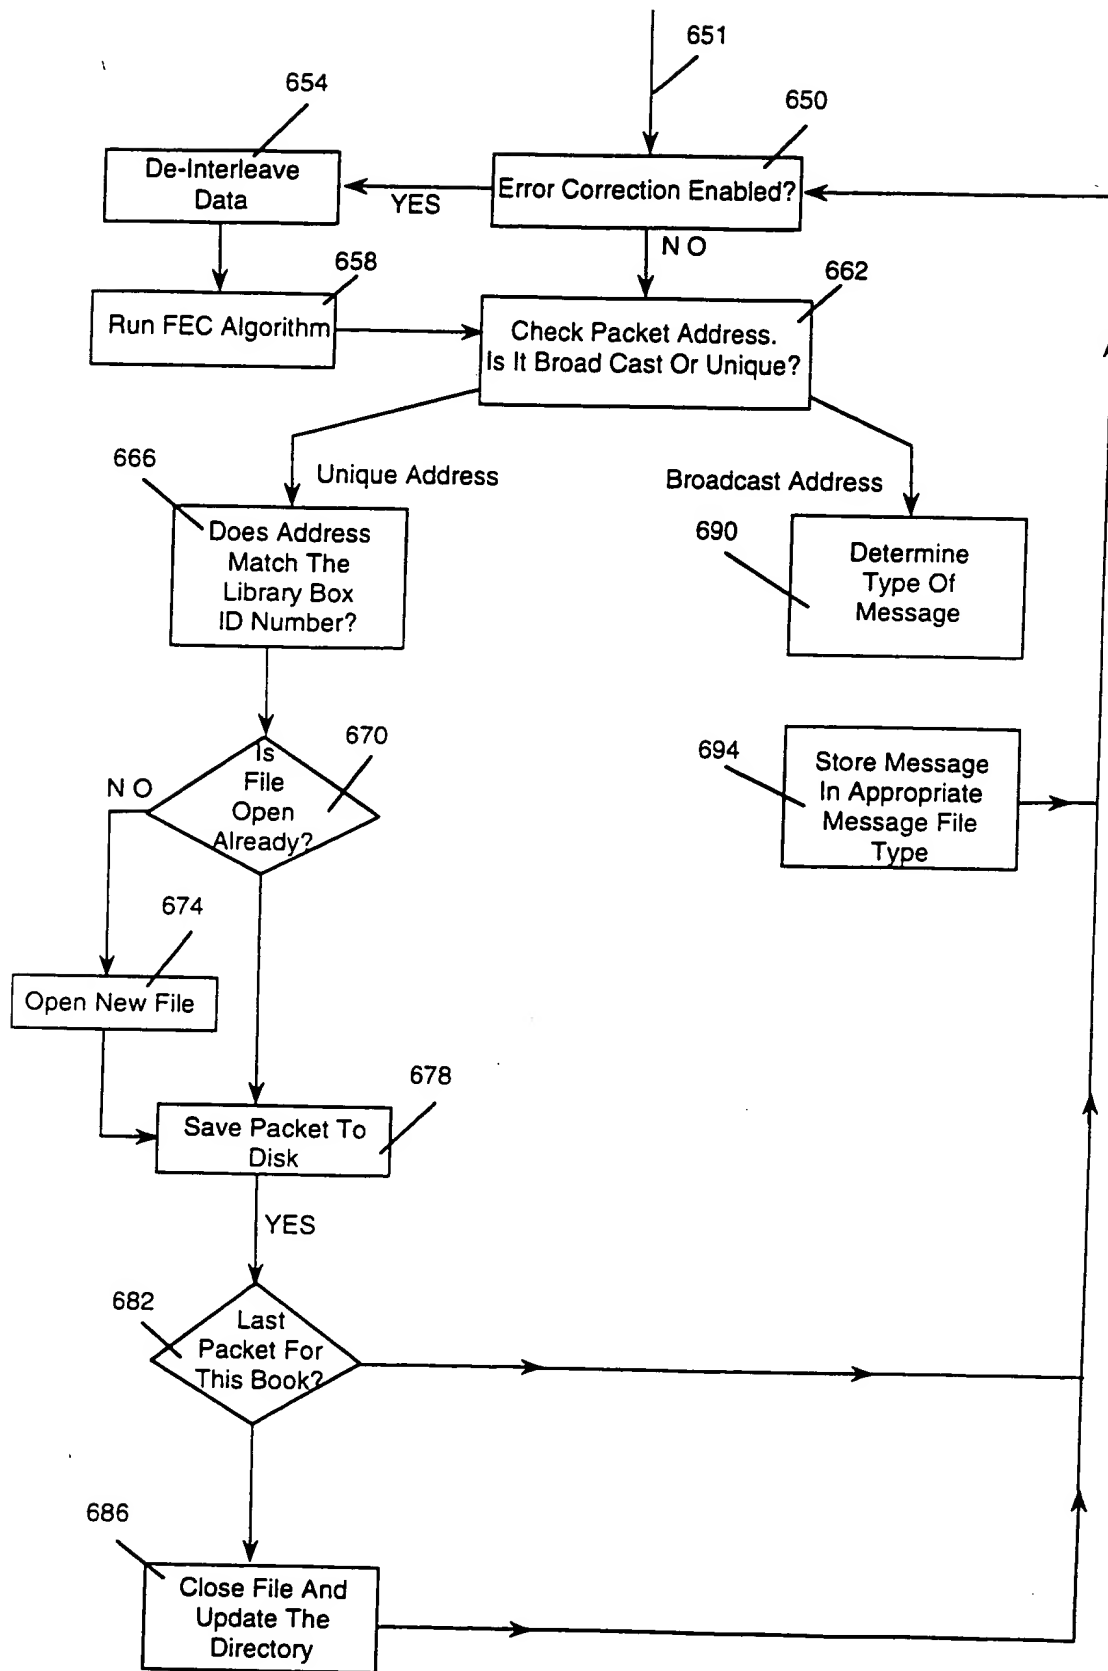 651
654
650
De-Interleave
Data
YES
Error Correction Enabled?
N O
658
662
Run FEC Algorithm
Check Packet Address.
Is It Broad Cast Or Unique?
666
Unique Address
Broadcast Address
690
Does Address
Match The
Library Box
ID Number?
Determine
Type Of
Message
670
694
Is
File
Open
Already?
N O
Store Message
In Appropriate
Message File
Type
674
Open New File
678
Save Packet To
Disk
YES
682
Last
Packet For
This Book?
686
Close File And
Update The
Directory